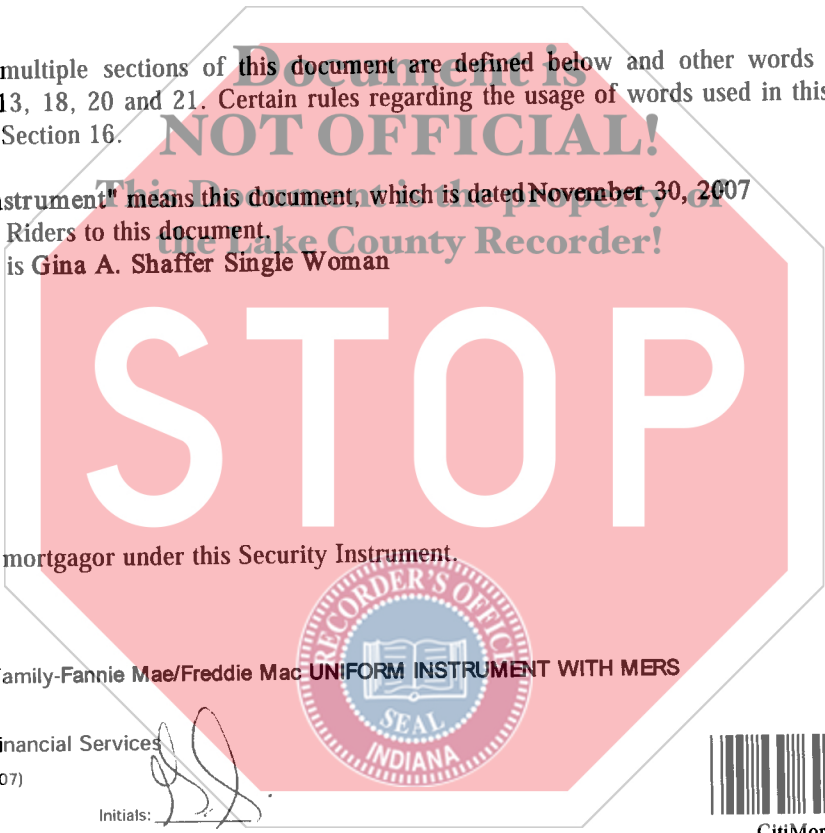 multiple sections of this document are defined below and other words
Document is
13, 18, 20 and 21. Certain rules regarding the usage of words used in this
Section 16.
NOT OFFICIAL!
strument" means this document, which is dated November 30, 2007
This Document is the property of
Riders to this document.
the Lake County Recorder!
is Gina A. Shaffer Single Woman
STOP
mortgagor under this Security Instrument.
RECORDER'S OFFICE
SEAL
INDIANA
amily-Fannie Mae/Freddie Mac UNIFORM INSTRUMENT WITH MERS
inancial Services
07)
Initials:
CitiMor